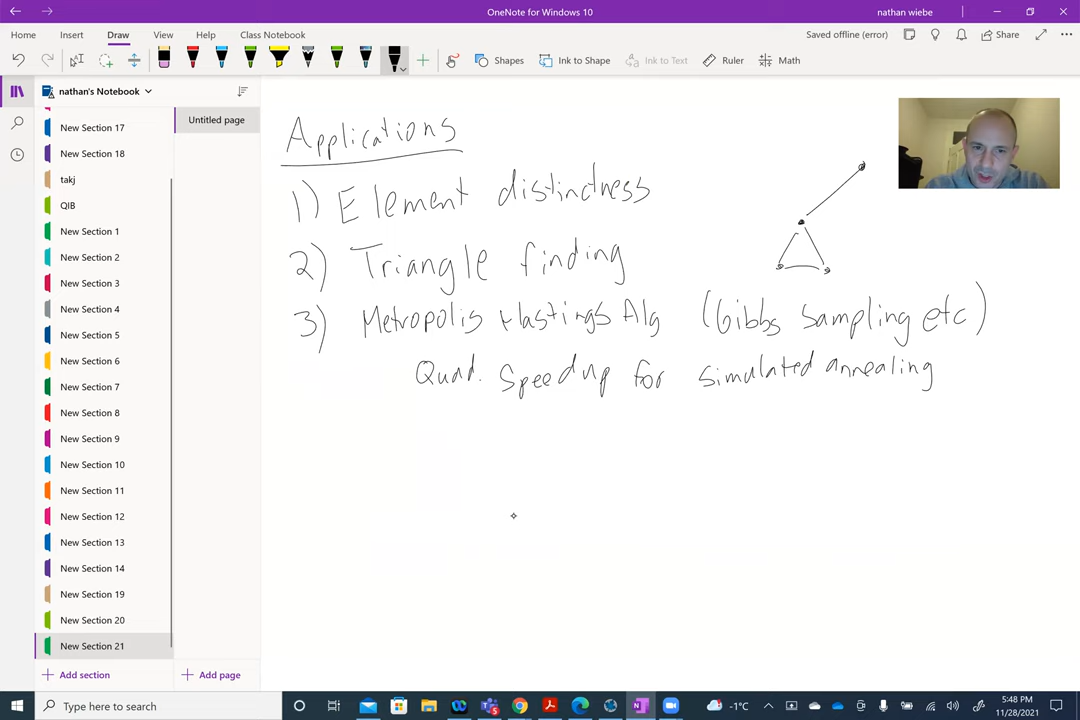 OneNote for Windows 10
nathan wiebe
Home
Insert
Draw
View
Help
Class Notebook
Saved offline (error)
Share
Shapes
Ink to Shape
Ink to Text
Ruler
Math
nathan's Notebook
Untitled page
New Section 17
New Section 18
takj
QIB
New Section 1
New Section 2
New Section 3
New Section 4
New Section 5
New Section 6
New Section 7
New Section 8
New Section 9
New Section 10
New Section 11
New Section 12
New Section 13
New Section 14
New Section 19
New Section 20
New Section 21
Add section
Add page
Applications
1) Element distinctness
2) Triangle finding
3) Metropolis Hastings Alg (Gibbs sampling etc)
Quad. Speedup for simulated annealing
Type here to search
-1°C
5:48 PM
11/28/2021